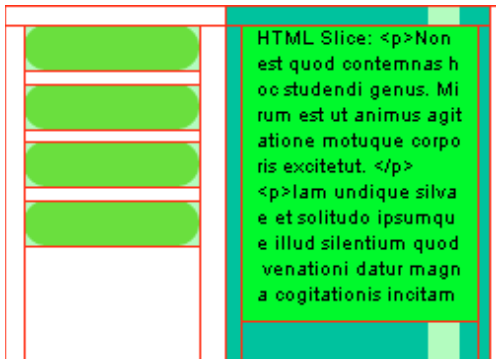 HTML Slice: <p>Non
est quod contemnas h
oc studendi genus. Mi
rum est ut animus agit
atione motuque corpo
ris excitetut. </p>
<p>Iam undique silva
e et solitudo ipsumqu
e illud silentium quod
venationi datur magn
a cogitationis incitam